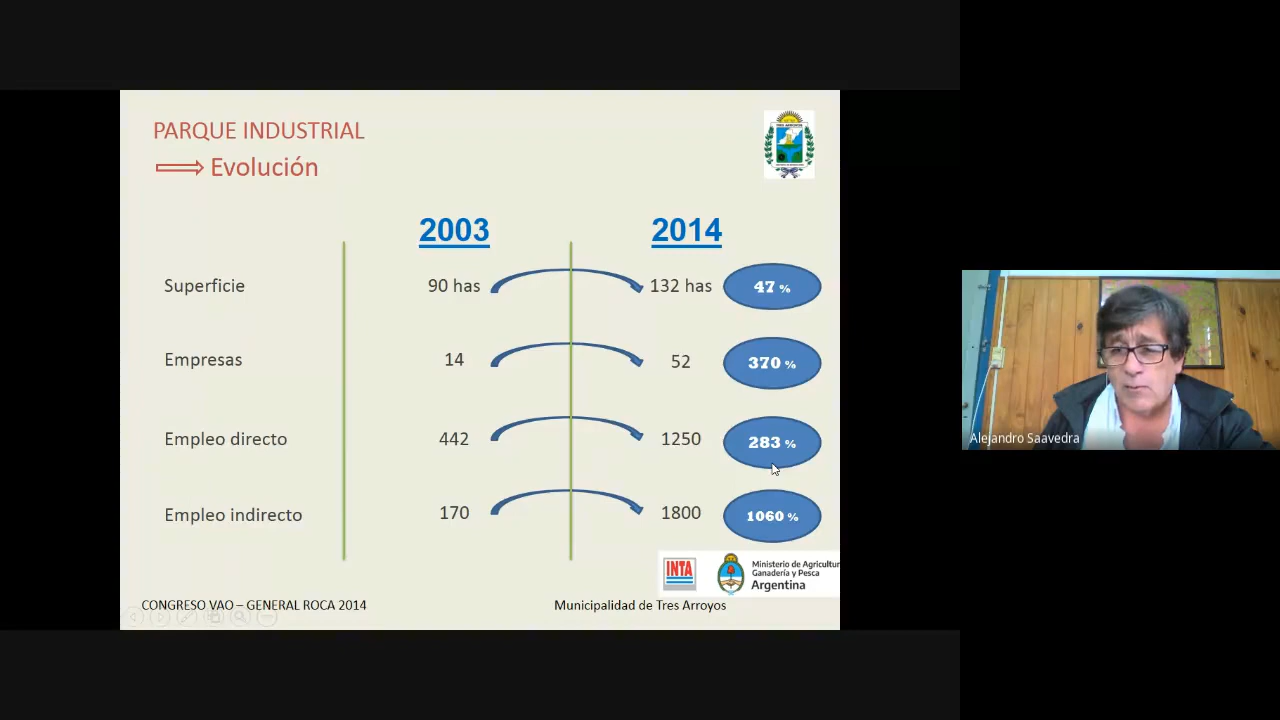 PARQUE INDUSTRIAL
Evolución
2003 2014
Superficie 90 has 132 has 47 %
Empresas 14 52 370 %
Empleo directo 442 1250 283 %
Empleo indirecto 170 1800 1060 %
INTA
Ministerio de Agricultur
Ganadería y Pesca
Argentina
CONGRESO VAO – GENERAL ROCA 2014 Municipalidad de Tres Arroyos
Alejandro Saavedra